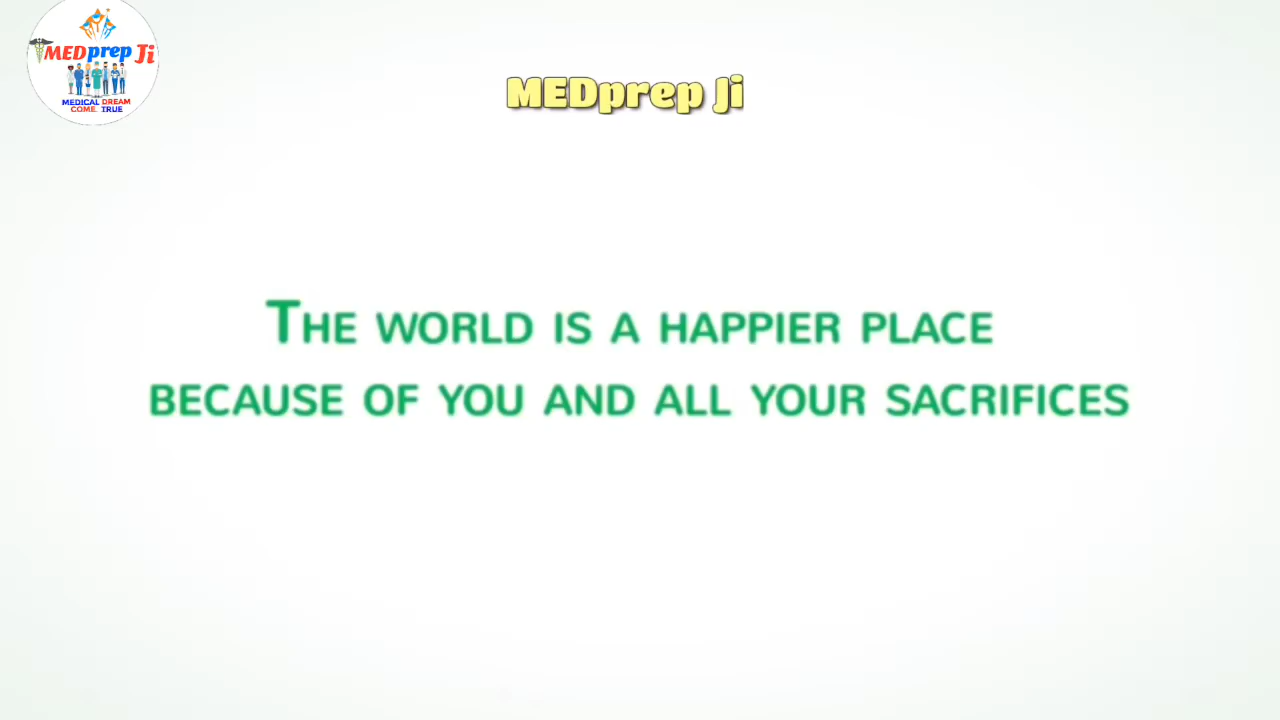 MEDprep Ji
MEDICAL DREAM
COME TRUE
MEDprep Ji
The world is a happier place
because of you and all your sacrifices